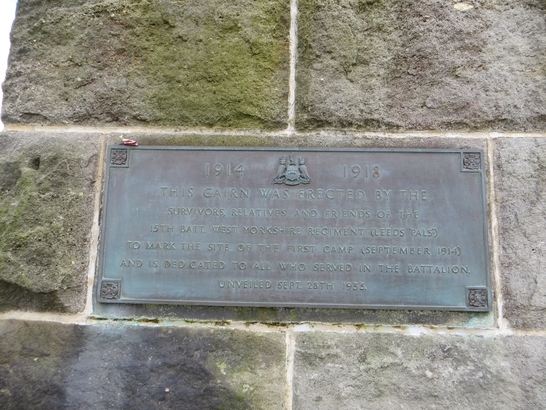 1914 1918
THIS CAIRN WAS ERECTED BY THE
SURVIVORS, RELATIVES AND FRIENDS OF THE
15TH BATT. WEST YORKSHIRE REGIMENT (LEEDS PALS)
TO MARK THE SITE OF THE FIRST CAMP (SEPTEMBER 1914)
AND IS DEDICATED TO ALL WHO SERVED IN THE BATTALION.
UNVEILED SEPT. 28TH 1935.